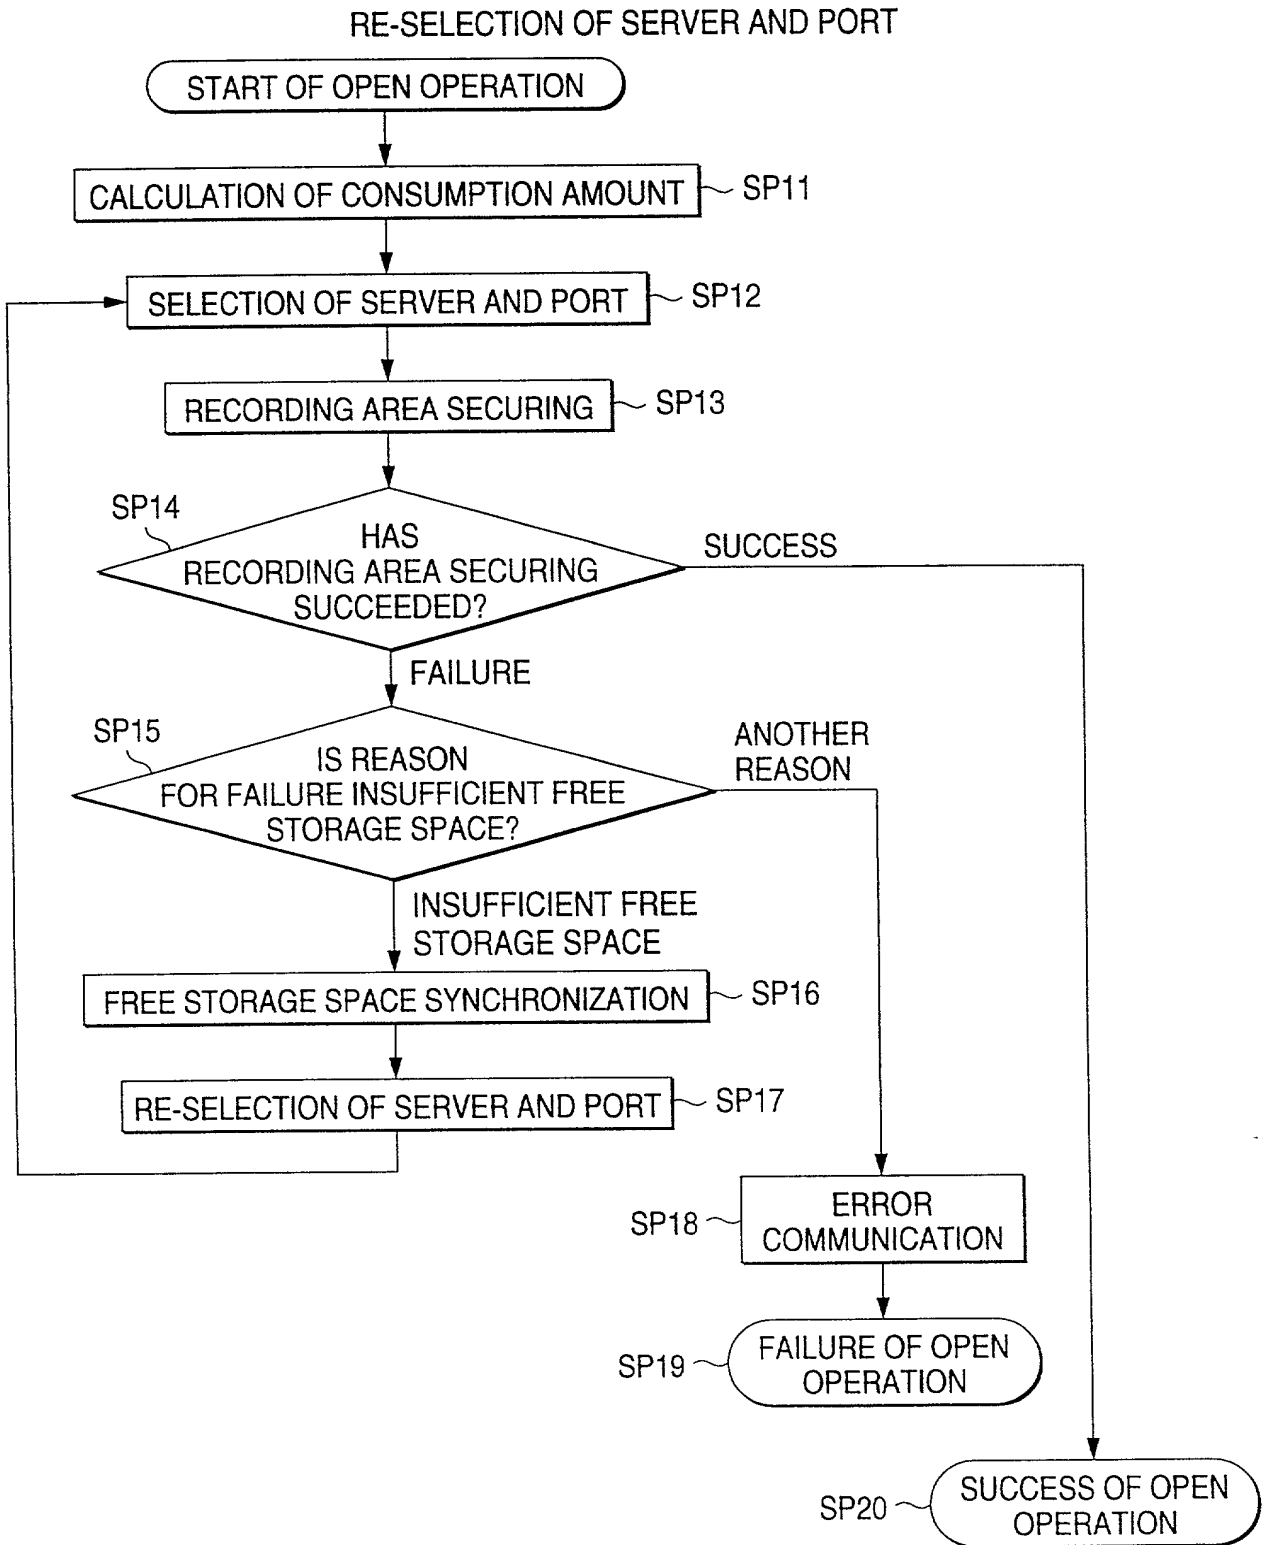 RE-SELECTION OF SERVER AND PORT
START OF OPEN OPERATION
CALCULATION OF CONSUMPTION AMOUNT
SP11
SELECTION OF SERVER AND PORT
SP12
RECORDING AREA SECURING
SP13
SP14
HAS
RECORDING AREA SECURING
SUCCEEDED?
SUCCESS
FAILURE
SP15
IS REASON
FOR FAILURE INSUFFICIENT FREE
STORAGE SPACE?
ANOTHER
REASON
INSUFFICIENT FREE
STORAGE SPACE
FREE STORAGE SPACE SYNCHRONIZATION
SP16
RE-SELECTION OF SERVER AND PORT
SP17
SP18
ERROR
COMMUNICATION
SP19
FAILURE OF OPEN
OPERATION
SP20
SUCCESS OF OPEN
OPERATION